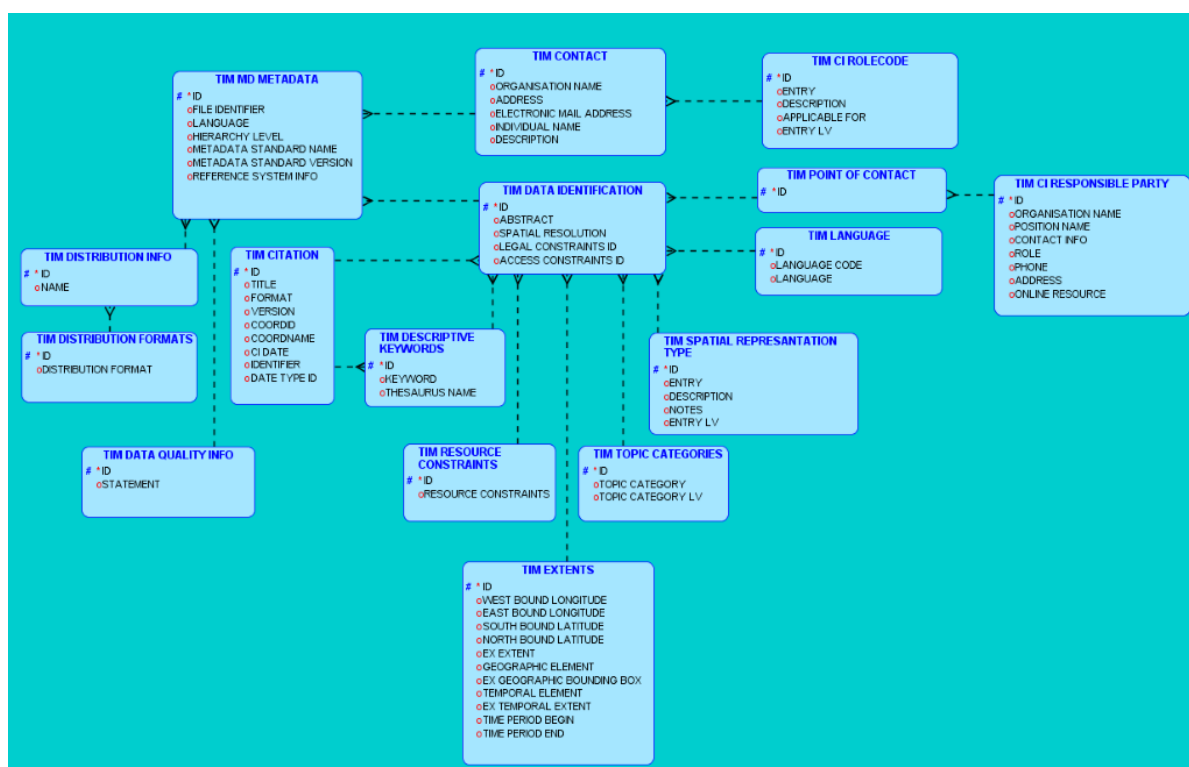 TIM MD METADATA
# * ID
o FILE IDENTIFIER
o LANGUAGE
o HIERARCHY LEVEL
o METADATA STANDARD NAME
o METADATA STANDARD VERSION
o REFERENCE SYSTEM INFO
TIM CONTACT
# * ID
o ORGANISATION NAME
o ADDRESS
o ELECTRONIC MAIL ADDRESS
o INDIVIDUAL NAME
o DESCRIPTION
TIM CI ROLECODE
# * ID
o ENTRY
o DESCRIPTION
o APPLICABLE FOR
o ENTRY LV
TIM DATA IDENTIFICATION
# * ID
o ABSTRACT
o SPATIAL RESOLUTION
o LEGAL CONSTRAINTS ID
o ACCESS CONSTRAINTS ID
TIM POINT OF CONTACT
# * ID
TIM CI RESPONSIBLE PARTY
# * ID
o ORGANISATION NAME
o POSITION NAME
o CONTACT INFO
o ROLE
o PHONE
o ADDRESS
o ONLINE RESOURCE
TIM LANGUAGE
# * ID
o LANGUAGE CODE
o LANGUAGE
TIM DISTRIBUTION INFO
# * ID
o NAME
TIM CITATION
# * ID
o TITLE
o FORMAT
o VERSION
o COORDID
o COORDNAME
o CI DATE
o IDENTIFIER
o DATE TYPE ID
TIM DISTRIBUTION FORMATS
# * ID
o DISTRIBUTION FORMAT
TIM DESCRIPTIVE
KEYWORDS
# * ID
o KEYWORD
o THESAURUS NAME
TIM SPATIAL REPRESANTATION
TYPE
# * ID
o ENTRY
o DESCRIPTION
o NOTES
o ENTRY LV
TIM DATA QUALITY INFO
# * ID
o STATEMENT
TIM RESOURCE
CONSTRAINTS
# * ID
o RESOURCE CONSTRAINTS
TIM TOPIC CATEGORIES
# * ID
o TOPIC CATEGORY
o TOPIC CATEGORY LV
TIM EXTENTS
# * ID
o WEST BOUND LONGITUDE
o EAST BOUND LONGITUDE
o SOUTH BOUND LATITUDE
o NORTH BOUND LATITUDE
o EX EXTENT
o GEOGRAPHIC ELEMENT
o EX GEOGRAPHIC BOUNDING BOX
o TEMPORAL ELEMENT
o EX TEMPORAL EXTENT
o TIME PERIOD BEGIN
o TIME PERIOD END